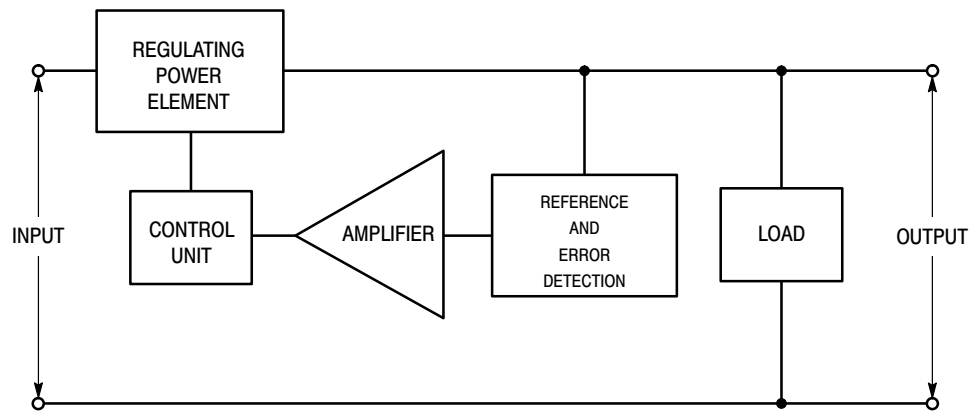 REGULATING
POWER
ELEMENT
INPUT
CONTROL
UNIT
AMPLIFIER
REFERENCE
AND
ERROR
DETECTION
LOAD
OUTPUT